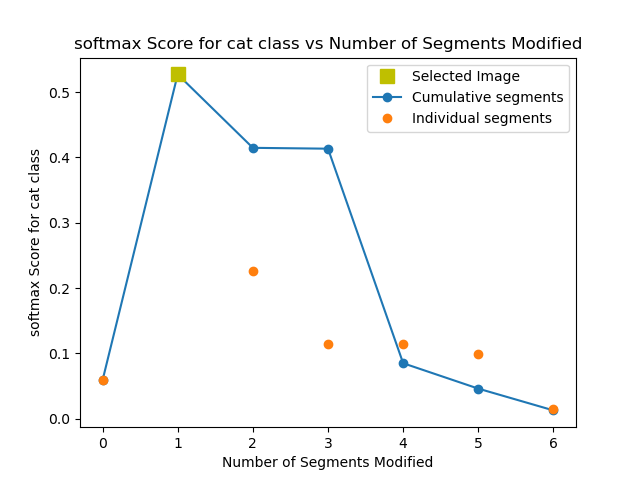 softmax Score for cat class vs Number of Segments Modified
Selected Image
Cumulative segments
Individual segments
softmax Score for cat class
0.5
0.4
0.3
0.2
0.1
0.0
0 1 2 3 4 5 6
Number of Segments Modified